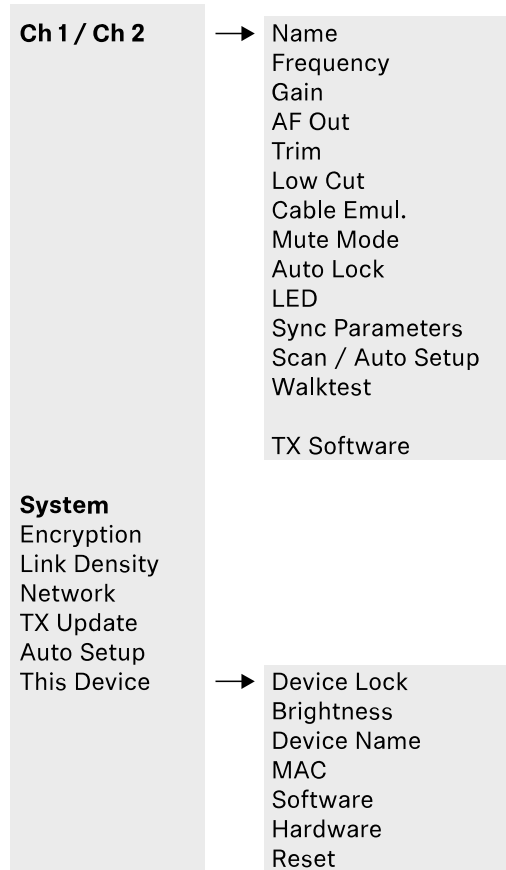 Ch 1 / Ch 2
Name
Frequency
Gain
AF Out
Trim
Low Cut
Cable Emul.
Mute Mode
Auto Lock
LED
Sync Parameters
Scan / Auto Setup
Walktest
TX Software
System
Encryption
Link Density
Network
TX Update
Auto Setup
This Device
Device Lock
Brightness
Device Name
MAC
Software
Hardware
Reset